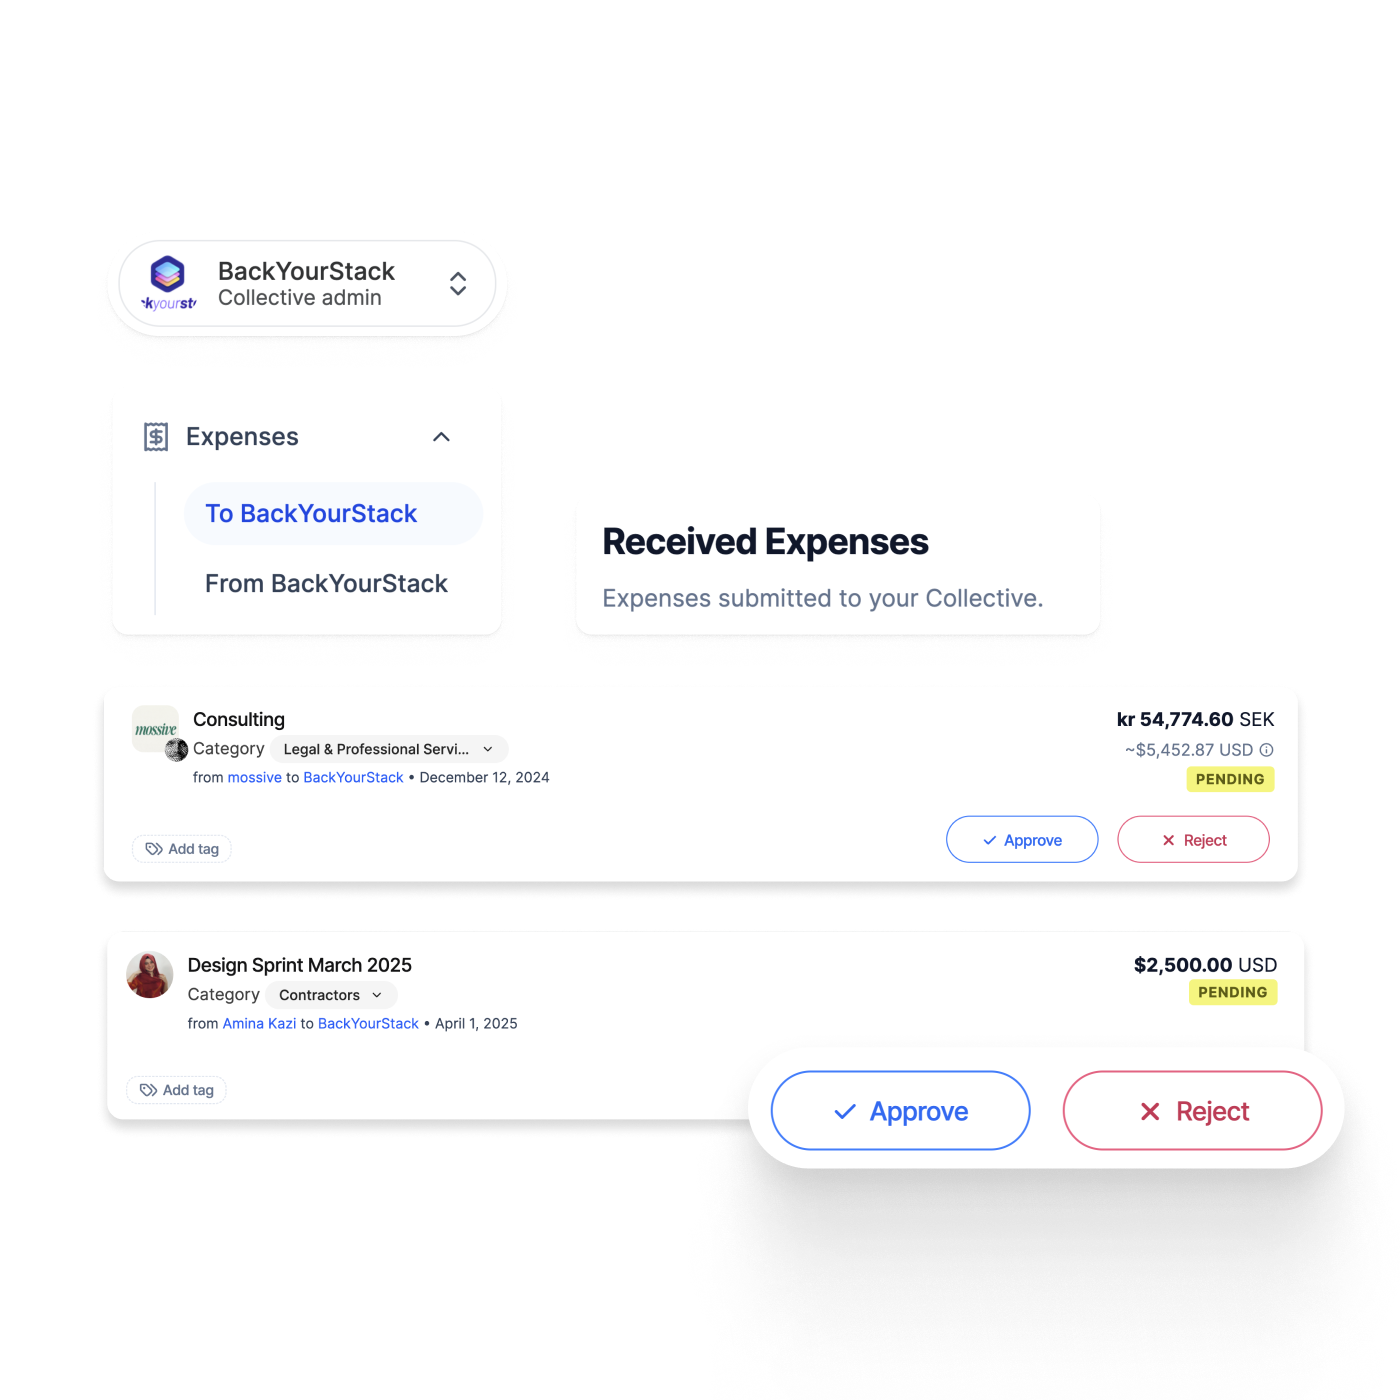 BackYourStack
Collective admin
Expenses
To BackYourStack
From BackYourStack
Received Expenses
Expenses submitted to your Collective.
mossive
Consulting
kr 54,774.60 SEK
Category Legal & Professional Servi...
~$5,452.87 USD
from mossive to BackYourStack • December 12, 2024
PENDING
Add tag
Approve
Reject
Design Sprint March 2025
$2,500.00 USD
Category Contractors
PENDING
from Amina Kazi to BackYourStack • April 1, 2025
Add tag
Approve
Reject